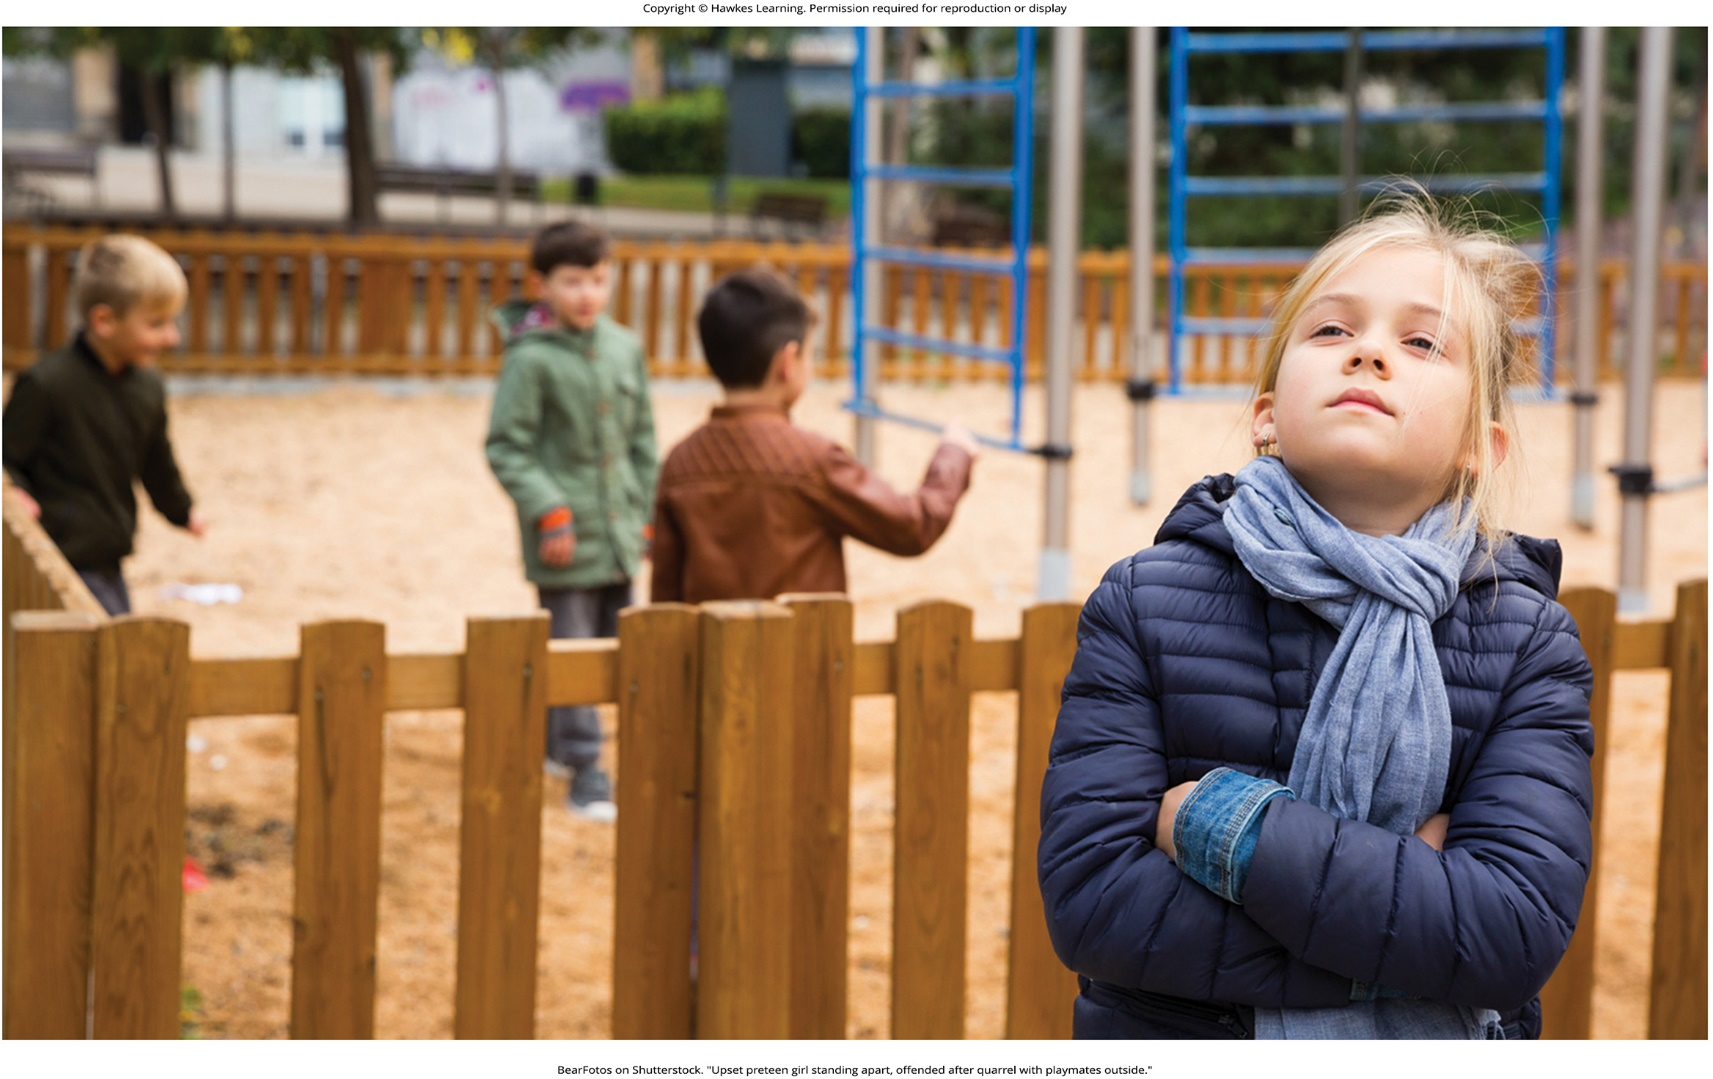 Copyright © Hawkes Learning. Permission required for reproduction or display
BearFotos on Shutterstock. "Upset preteen girl standing apart, offended after quarrel with playmates outside."